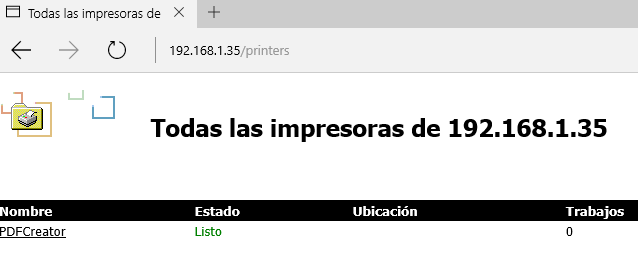 Todas las impresoras de
192.168.1.35/printers
Todas las impresoras de 192.168.1.35
Nombre Estado Ubicación Trabajos
PDFCreator Listo 0